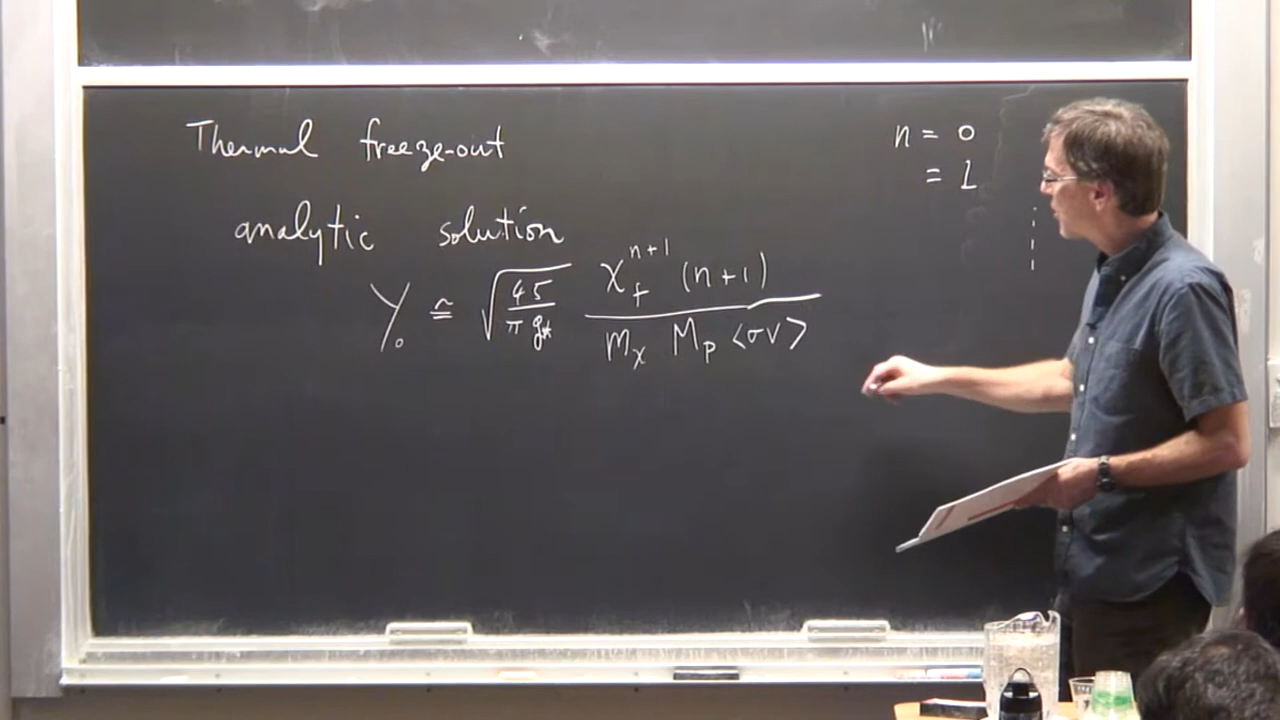 Thermal freeze-out
n = 0
= 1
analytic solution
Y₀ ≅ √(45/(π g*)) x_f^(n+1) (n+1) / (m_χ M_p <σv>)